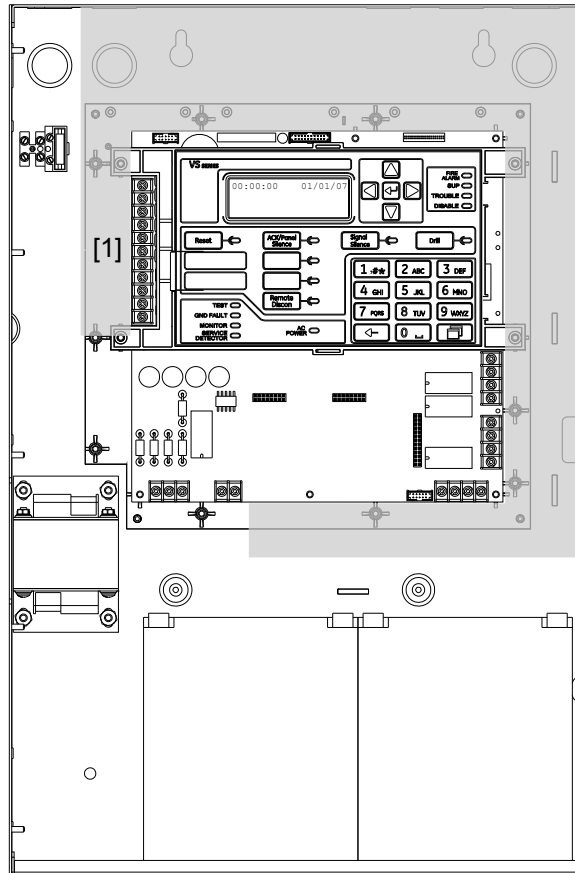 VS SERIES
00:00:00 01/01/07
FIRE
ALARM
SUP
TROUBLE
DISABLE
[1]
Reset
ACK/Panel
Silence
Signal
Silence
Drill
1 :#*
2 ABC
3 DEF
4 GHI
5 JKL
6 MNO
Remote
Discon
7 PQRS
8 TUV
9 WXYZ
0
TEST
GND FAULT
MONITOR
SERVICE
DETECTOR
AC
POWER